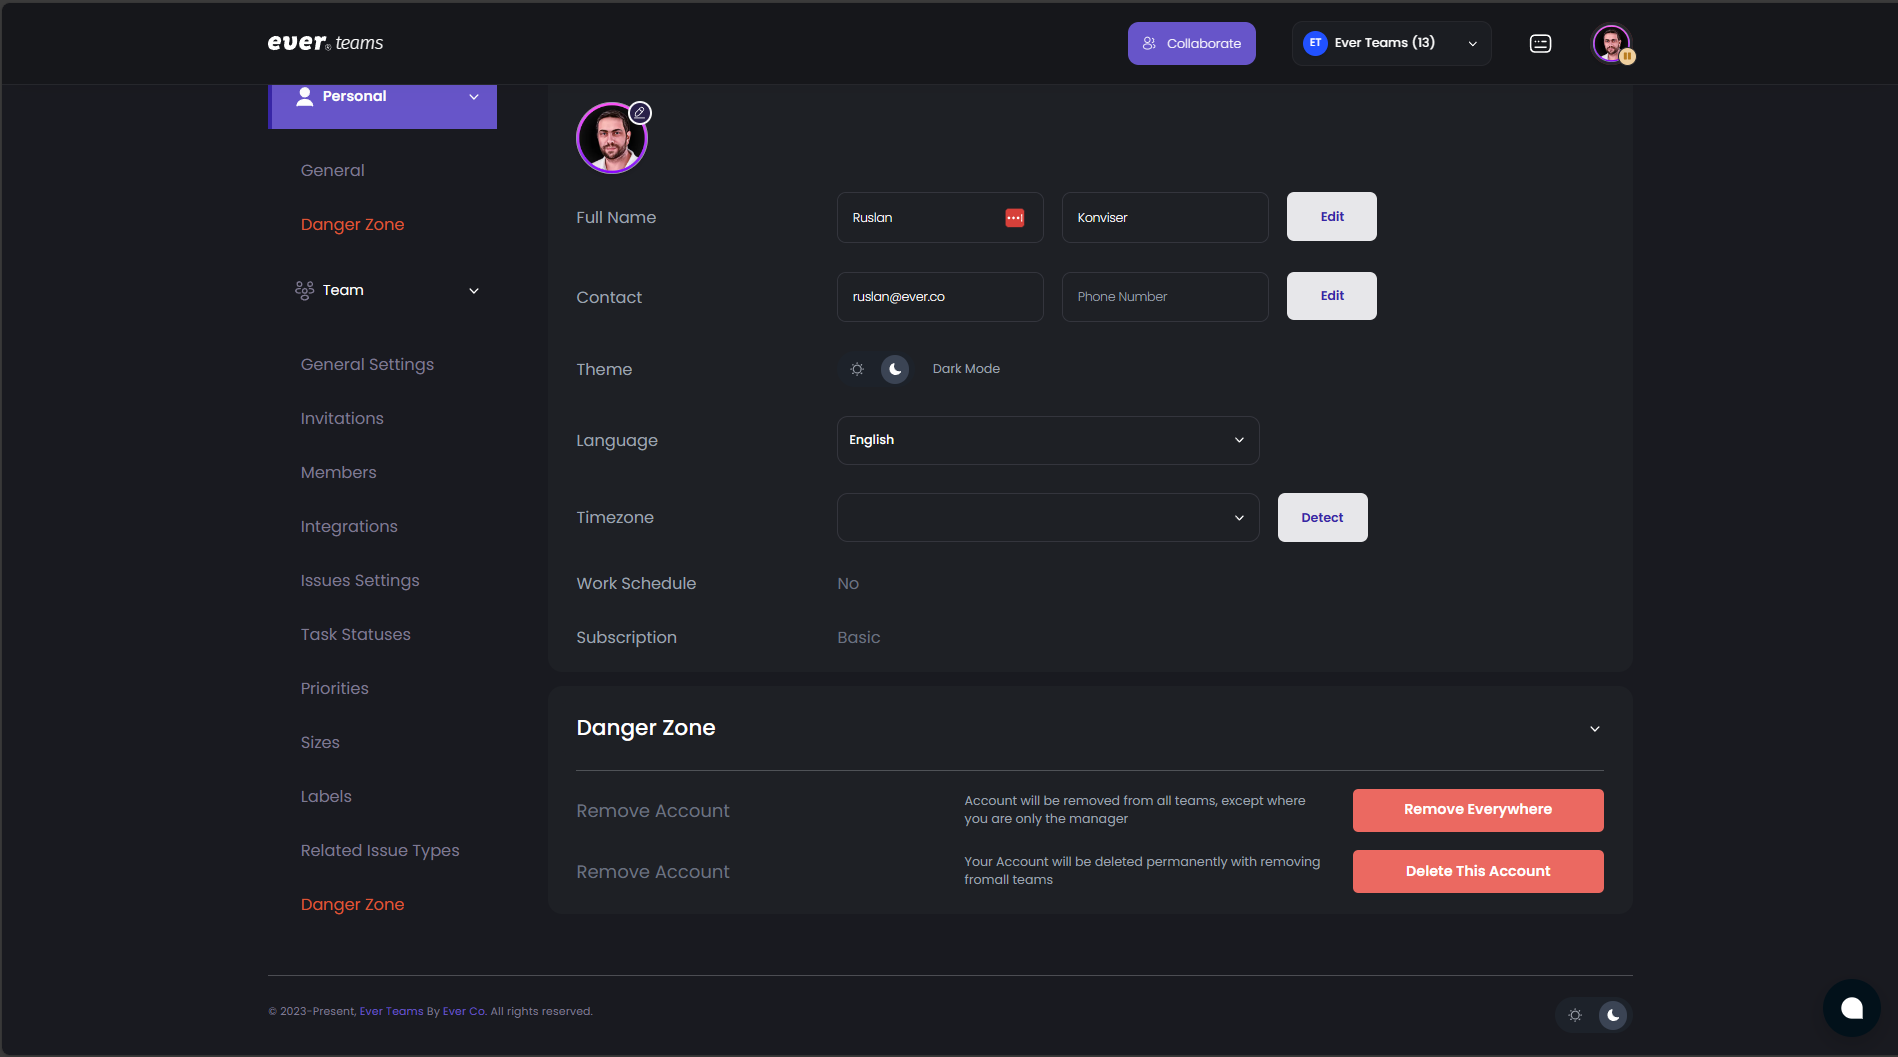 ever® teams
Collaborate
ET Ever Teams (13)
Personal
General
Danger Zone
Team
General Settings
Invitations
Members
Integrations
Issues Settings
Task Statuses
Priorities
Sizes
Labels
Related Issue Types
Danger Zone
Full Name Ruslan Konviser Edit
Contact ruslan@ever.co Phone Number Edit
Theme Dark Mode
Language English
Timezone Detect
Work Schedule No
Subscription Basic
Danger Zone
Remove Account
Account will be removed from all teams, except where
you are only the manager
Remove Everywhere
Remove Account
Your Account will be deleted permanently with removing
fromall teams
Delete This Account
© 2023-Present, Ever Teams By Ever Co. All rights reserved.